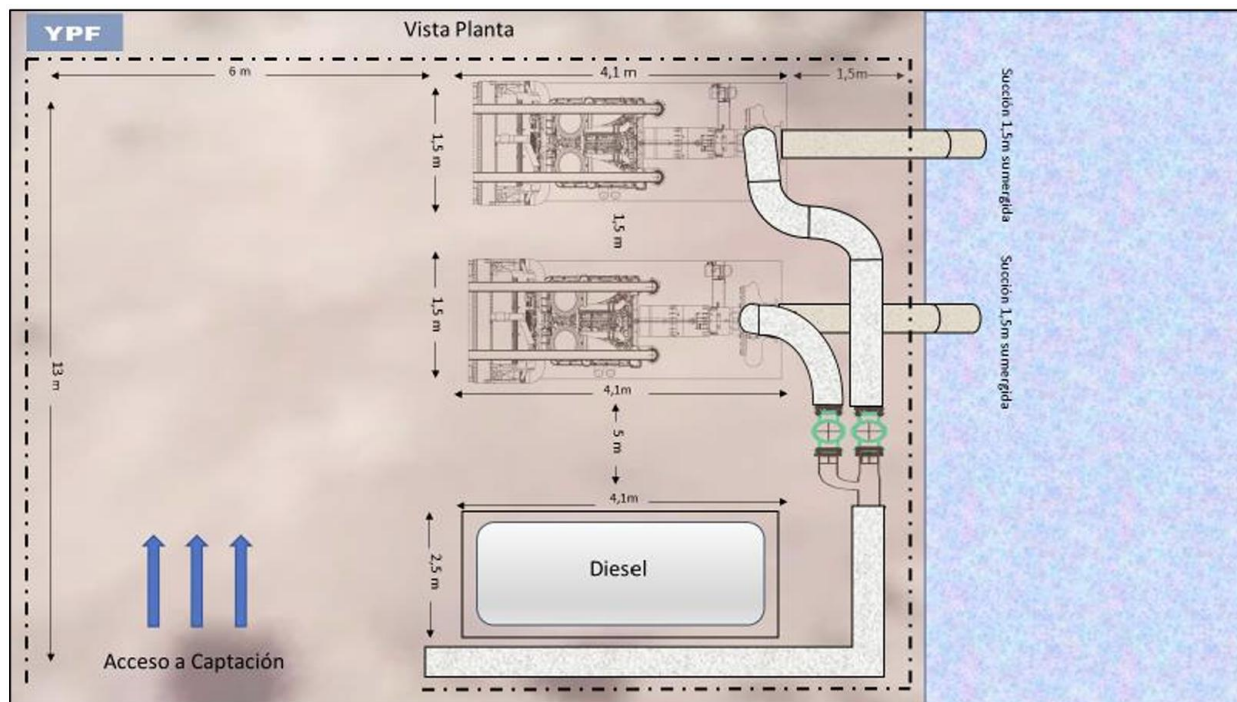 YPF
Vista Planta
6 m
4,1 m
1,5m
Succión 1,5m sumergida
1,5 m
1,5 m
Succión 1,5m sumergida
1,5 m
13 m
4,1m
5 m
4,1m
2,5 m
Diesel
Acceso a Captación